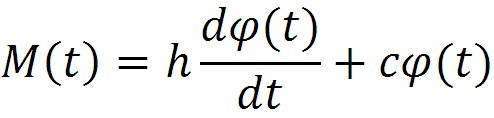 M(t) = h dφ(t)/dt + cφ(t)